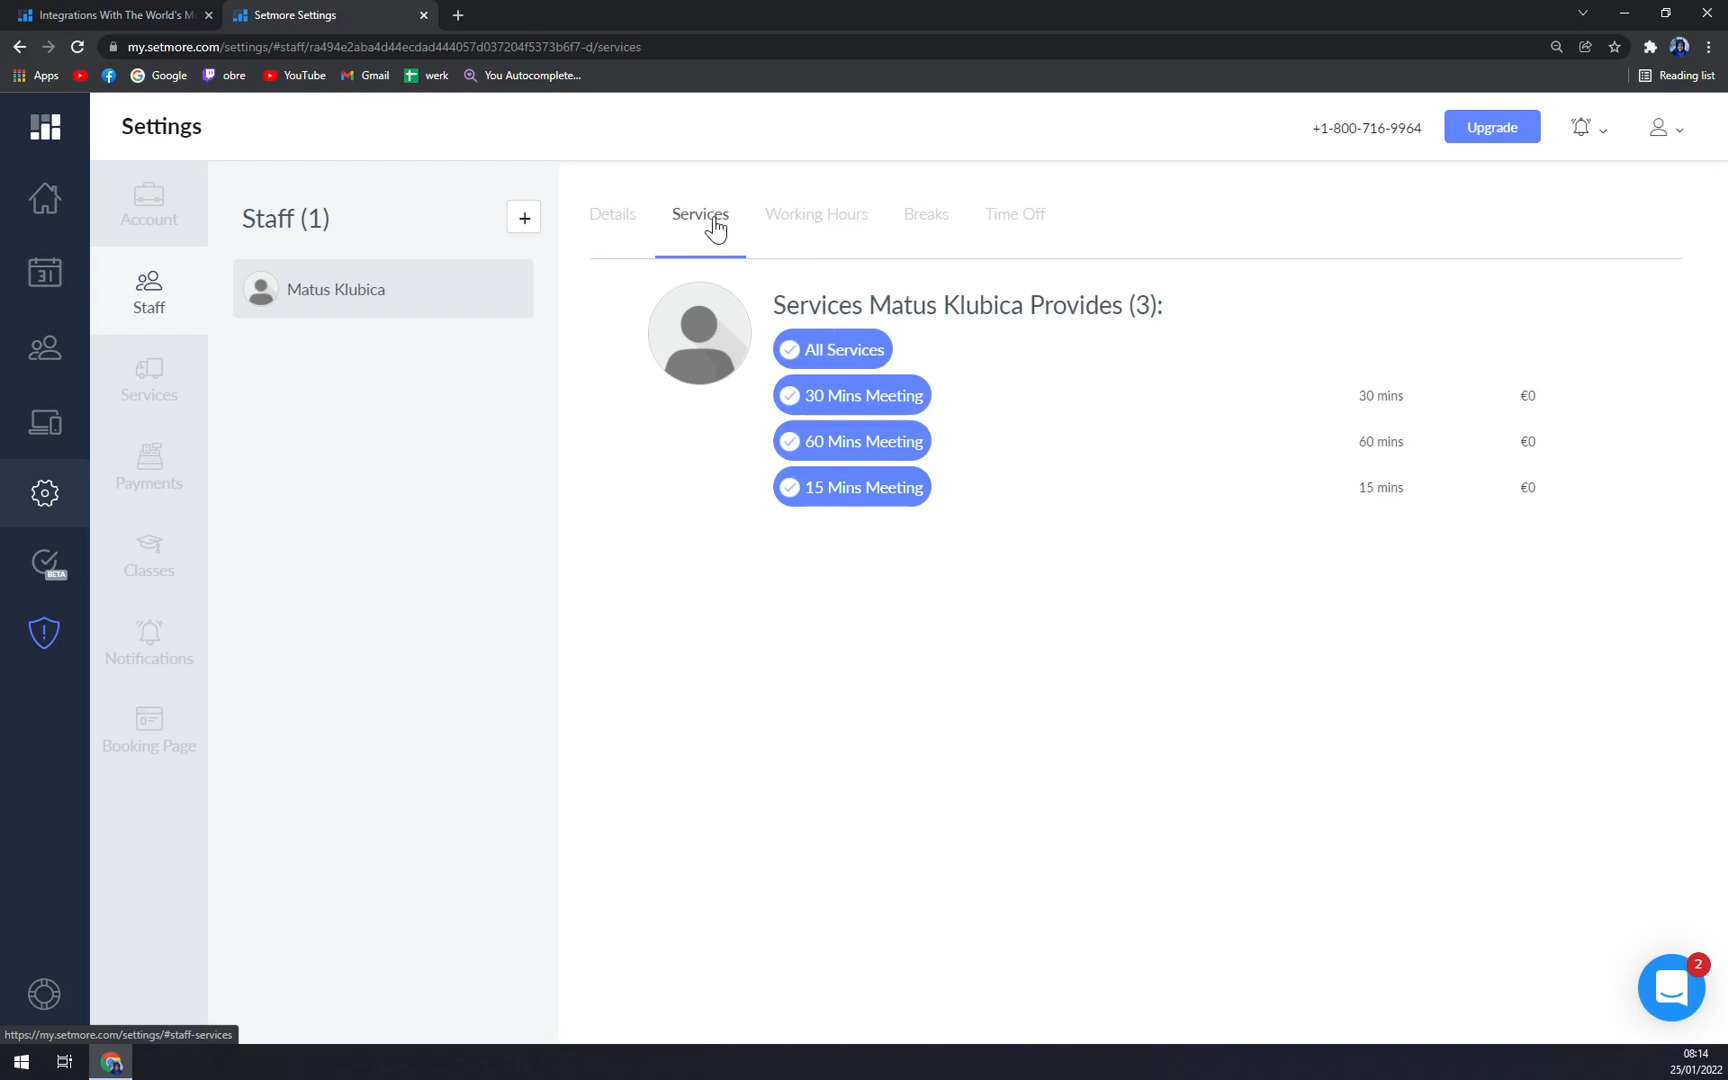 Integrations With The World's M
Setmore Settings
my.setmore.com/settings/#staff/ra494e2aba4d44ecdad444057d037204f5373b6f7-d/services
Apps
Google
obre
YouTube
Gmail
werk
You Autocomplete...
Reading list
Settings
+1-800-716-9964
Upgrade
31
BETA
Account
Staff
Services
Payments
Classes
Notifications
Booking Page
Staff (1)
+
Matus Klubica
Details
Services
Working Hours
Breaks
Time Off
Services Matus Klubica Provides (3):
All Services
30 Mins Meeting 30 mins €0
60 Mins Meeting 60 mins €0
15 Mins Meeting 15 mins €0
2
https://my.setmore.com/settings/#staff-services
08:14
25/01/2022